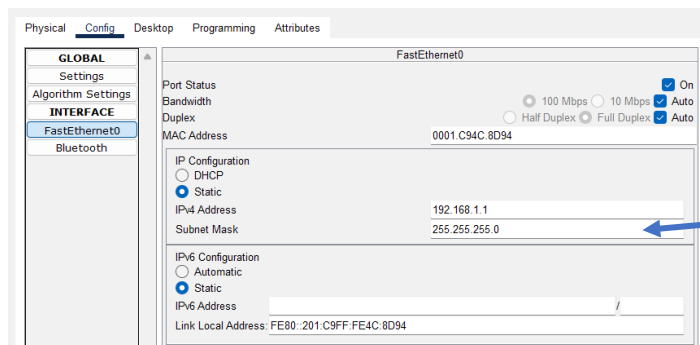 Physical Config Desktop Programming Attributes
GLOBAL
Settings
Algorithm Settings
INTERFACE
FastEthernet0
Bluetooth
FastEthernet0
Port Status On
Bandwidth 100 Mbps 10 Mbps Auto
Duplex Half Duplex Full Duplex Auto
MAC Address 0001.C94C.8D94
IP Configuration
DHCP
Static
IPv4 Address 192.168.1.1
Subnet Mask 255.255.255.0
IPv6 Configuration
Automatic
Static
IPv6 Address /
Link Local Address: FE80::201:C9FF:FE4C:8D94